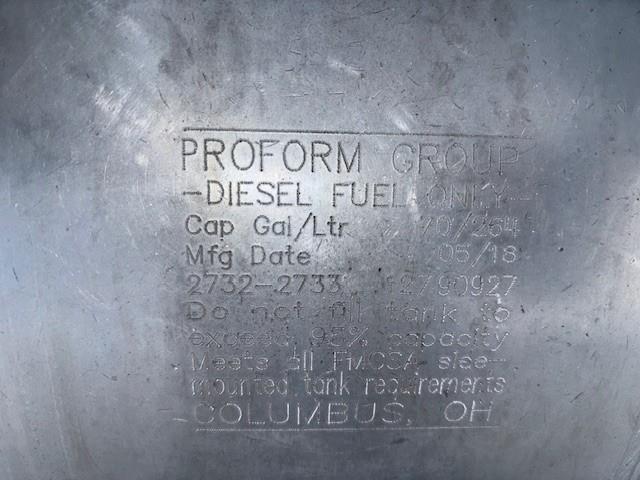 PROFORM GROUP
-DIESEL FUEL ONLY-
Cap Gal/Ltr 70/264
Mfg Date 05/18
2732-2733 12790927
Do not fill tank to
exceed 95% capacity
Meets all FMCSA side-
mounted tank requirements
COLUMBUS, OH